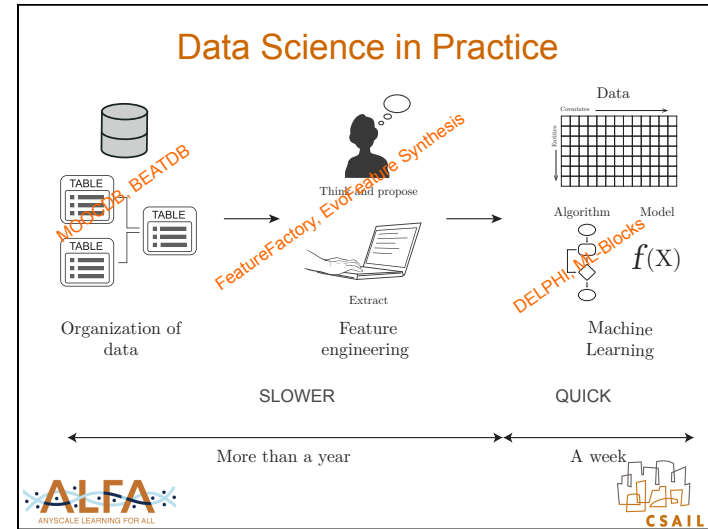 Data Science in Practice
TABLE
TABLE
TABLE
MOOCDB, BEATDB
Organization of
data
Think and propose
FeatureFactory, EvoFeature Synthesis
Extract
Feature
engineering
Data
Covariates
Entities
Algorithm
Model
DELPHI, ML-Blocks
f(X)
Machine
Learning
SLOWER
QUICK
More than a year
A week
ALFA
ANYSCALE LEARNING FOR ALL
CSAIL